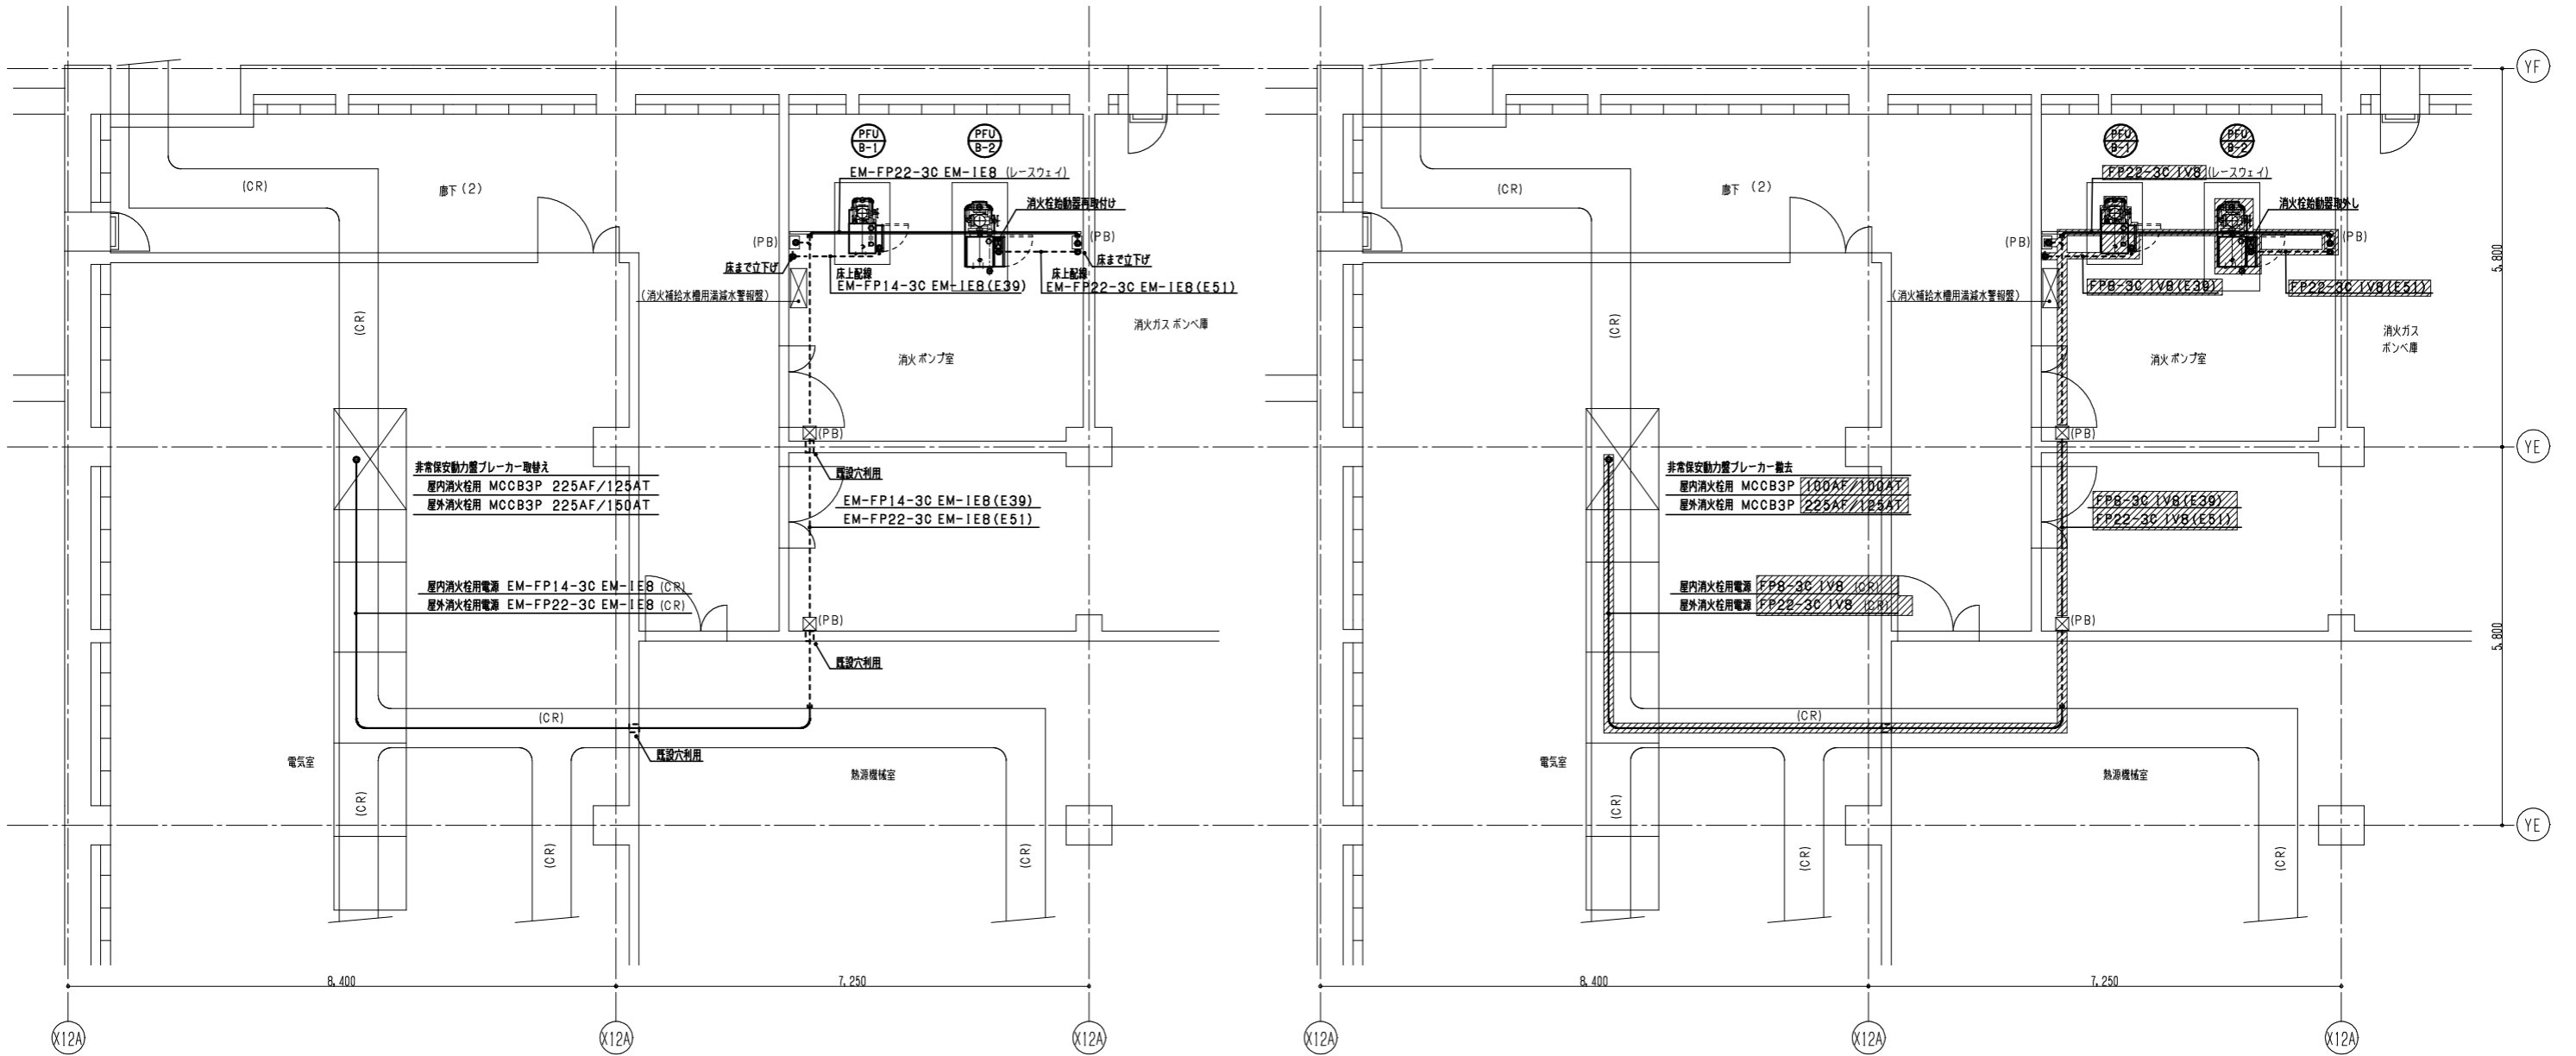 YF
PFU
B-1
PFU
B-2
EM-FP22-3C EM-IE8 (レースウェイ)
(CR)
廊下 (2)
消火栓始動器再取付け
(PB)
(PB)
床まで立下げ
床上配線
EM-FP14-3C EM-IE8(E39)
床上配線
EM-FP22-3C EM-IE8(E51)
床まで立下げ
(消火補給水槽用満減水警報盤)
(CR)
消火ガス ボンベ庫
消火 ポンプ室
(PB)
既設穴利用
非常保安動力盤ブレーカー取替え
屋内消火栓用 MCCB3P 225AF/125AT
屋外消火栓用 MCCB3P 225AF/150AT
EM-FP14-3C EM-IE8(E39)
EM-FP22-3C EM-IE8(E51)
屋内消火栓用電源 EM-FP14-3C EM-IE8 (CR)
屋外消火栓用電源 EM-FP22-3C EM-IE8 (CR)
(PB)
既設穴利用
(CR)
既設穴利用
電気室
熱源機械室
(CR)
(CR)
(CR)
8,400
7,250
X12A
X12A
X12A
PFU
B-1
PFU
B-2
FP22-3C IV8 (レースウェイ)
(CR)
廊下 (2)
消火栓始動器取外し
(PB)
(PB)
FP8-3C IV8(E39)
FP22-3C IV8(E51)
(消火補給水槽用満減水警報盤)
(CR)
消火ガス
ボンベ庫
消火 ポンプ室
5,800
(PB)
YE
非常保安動力盤ブレーカー撤去
屋内消火栓用 MCCB3P 100AF/100AT
屋外消火栓用 MCCB3P 225AF/125AT
FP8-3C IV8(E39)
FP22-3C IV8(E51)
屋内消火栓用電源 FP8-3C IV8 (CR)
屋外消火栓用電源 FP22-3C IV8 (CR)
(PB)
5,800
(CR)
電気室
熱源機械室
(CR)
(CR)
(CR)
YE
8,400
7,250
X12A
X12A
X12A